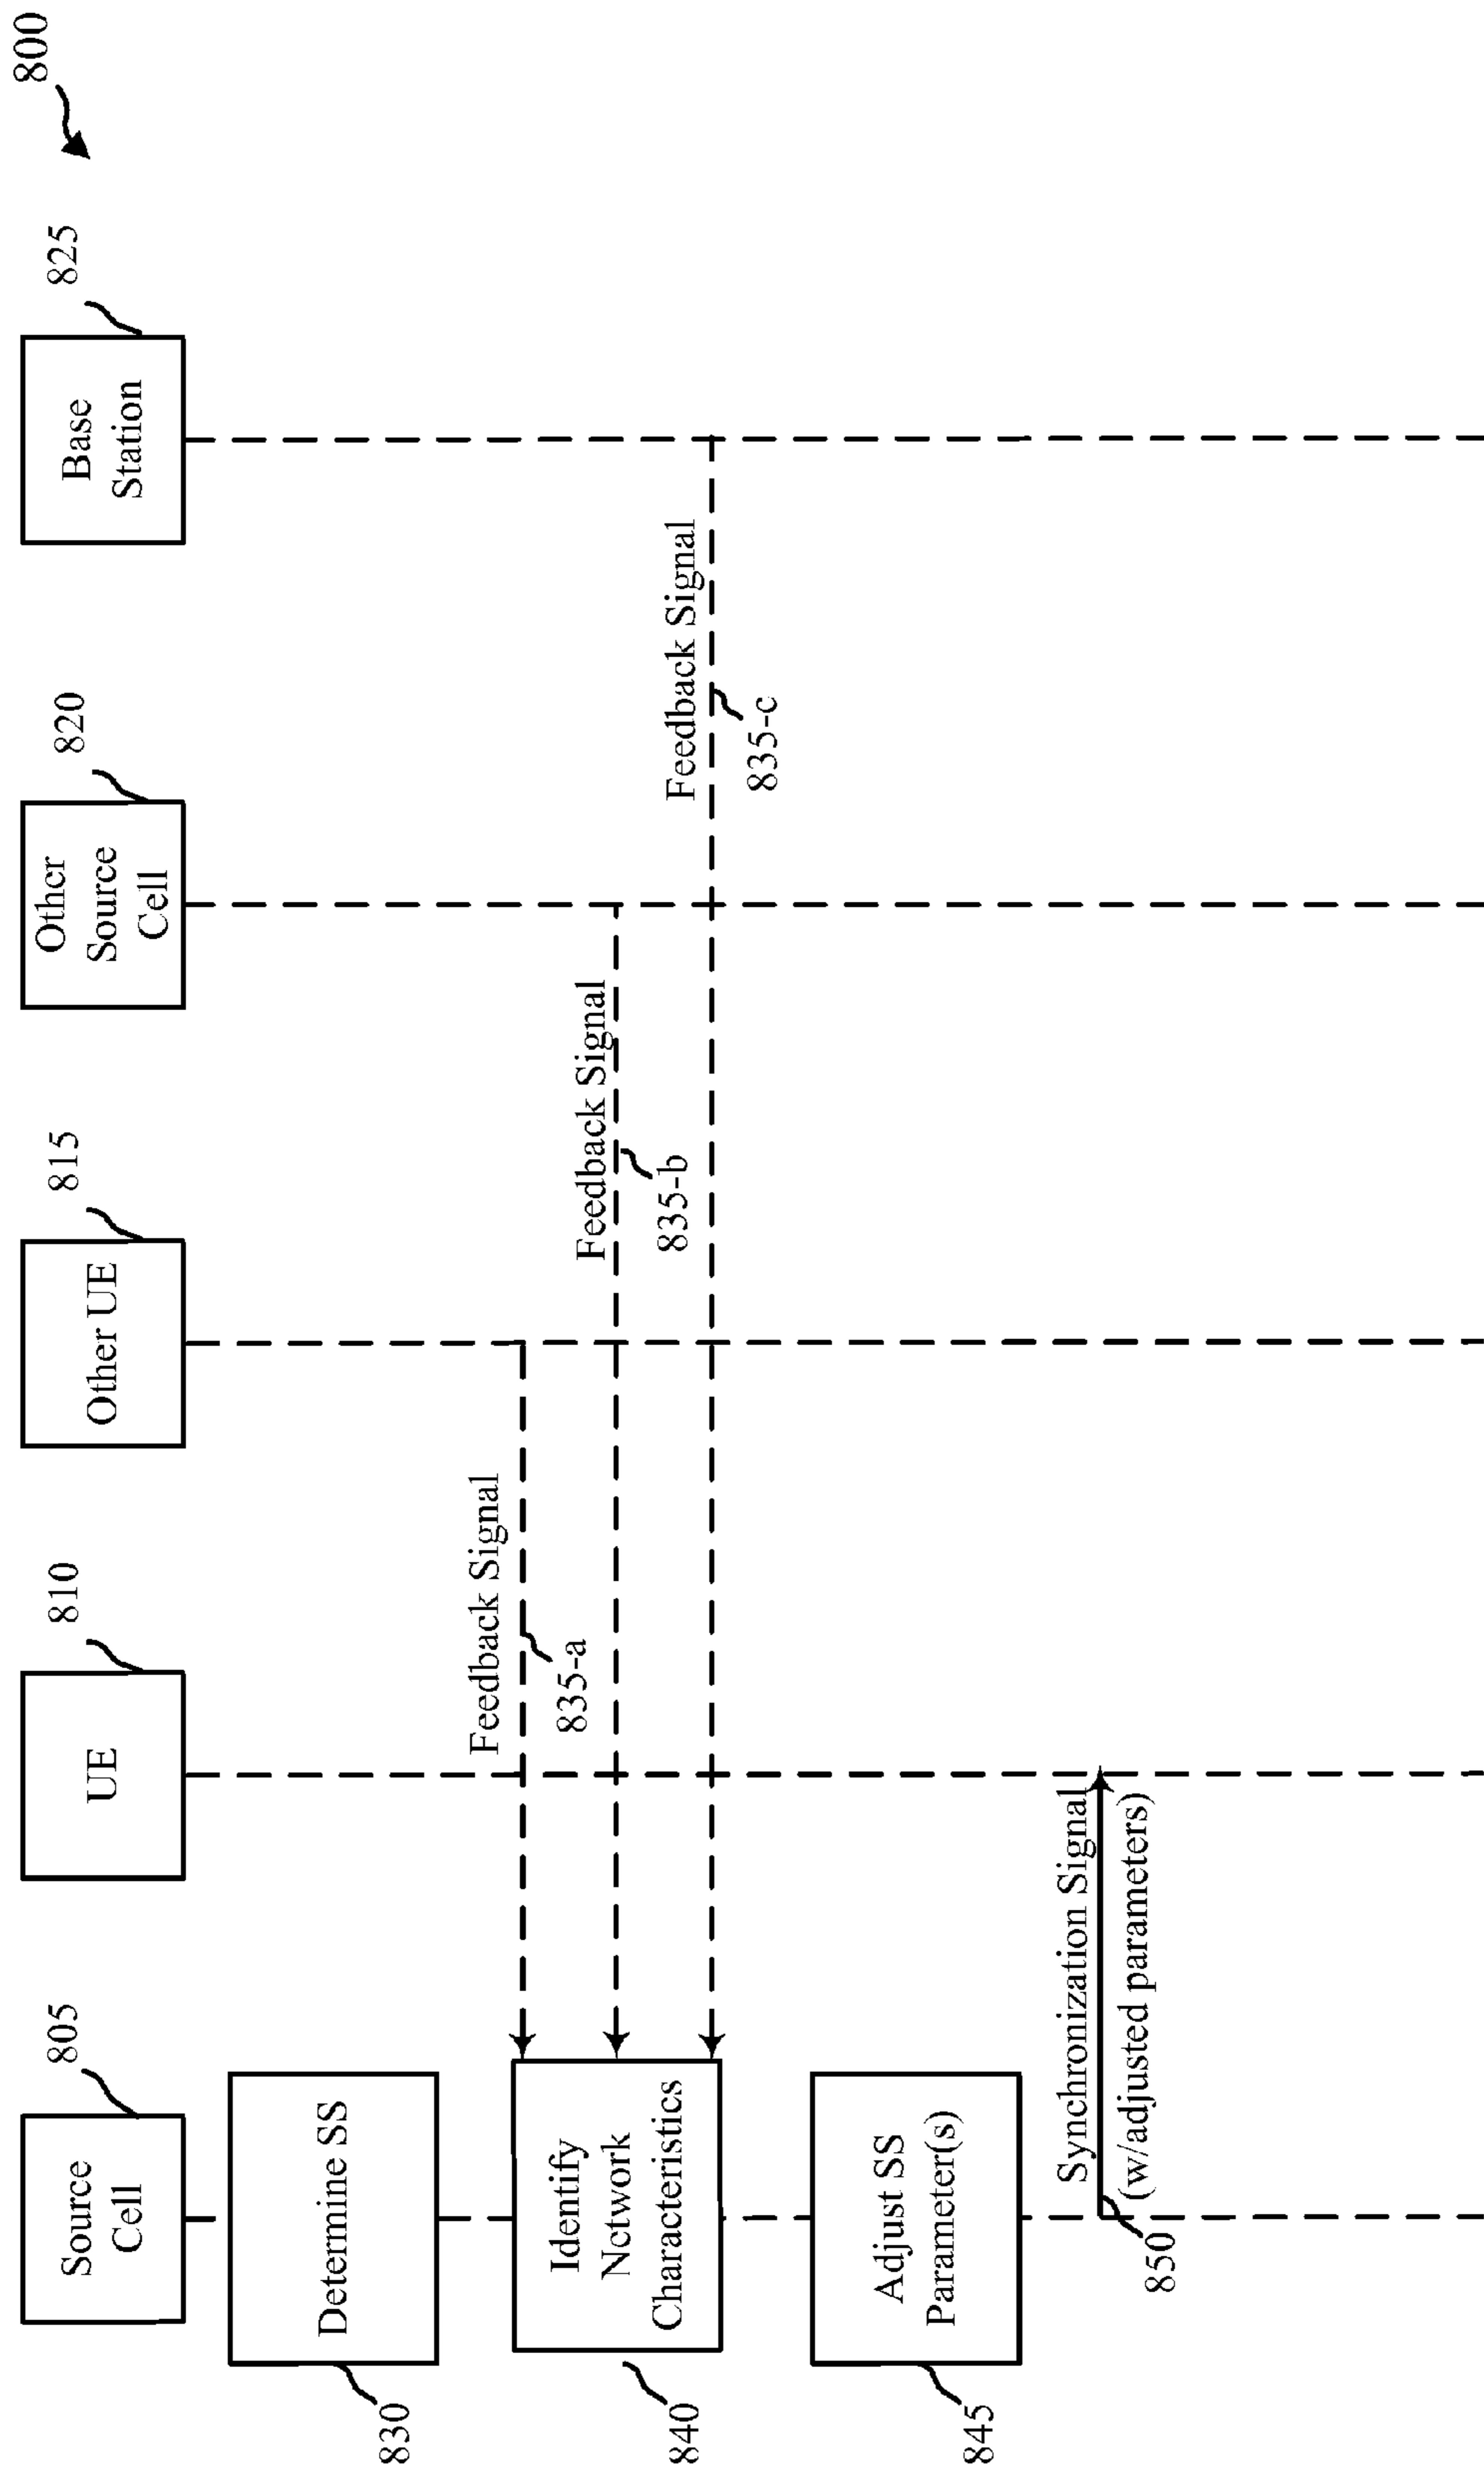 800
805
Source
Cell
810
UE
815
Other UE
820
Other
Source
Cell
825
Base
Station
830
Determine SS
Feedback Signal
835-a
Feedback Signal
835-b
Feedback Signal
835-c
840
Identify
Network
Characteristics
845
Adjust SS
Parameter(s)
Synchronization Signal
(w/adjusted parameters)
850